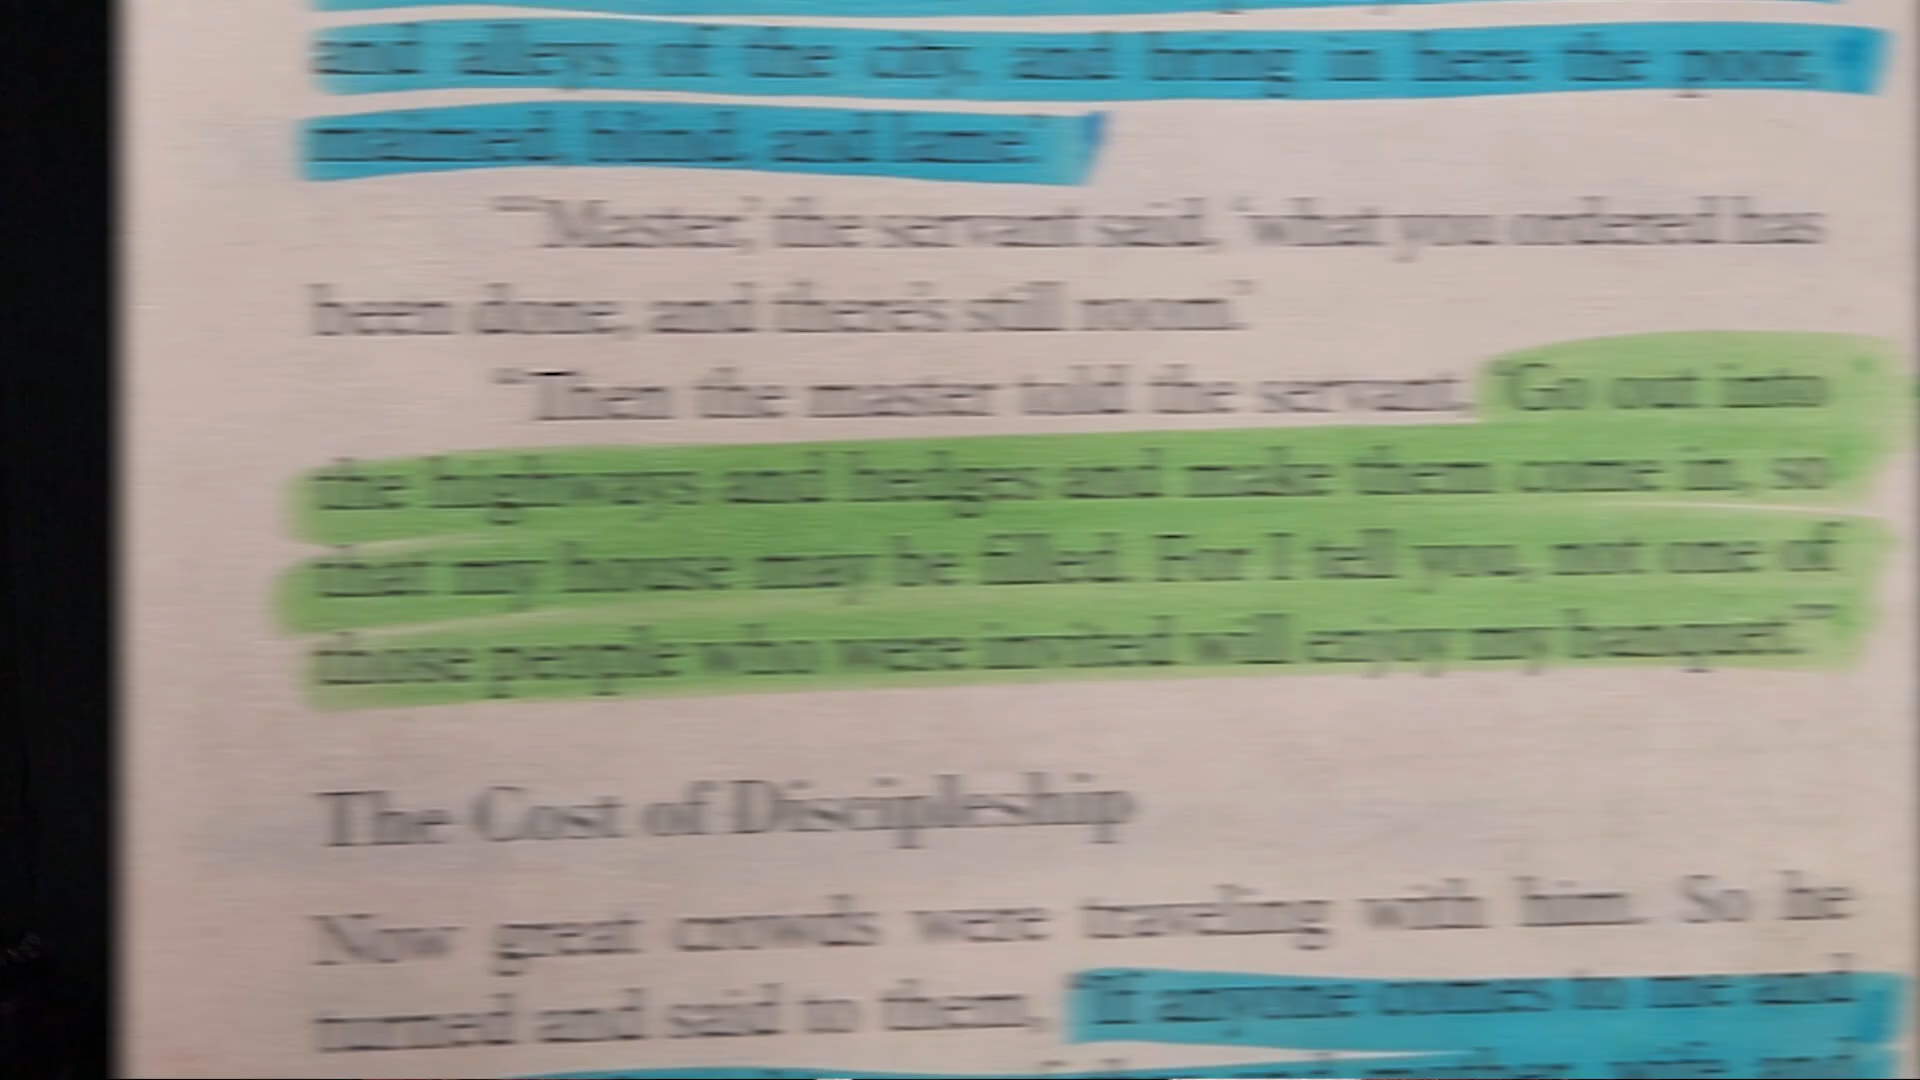 and alleys of the city, and bring in here the poor,
maimed, blind, and lame.'
"'Master,' the servant said, 'what you ordered has
been done, and there's still room.'
"Then the master told the servant, 'Go out into
the highways and hedges and make them come in, so
that my house may be filled. For I tell you, not one of
those people who were invited will enjoy my banquet.'"
The Cost of Discipleship
Now great crowds were traveling with him. So he
turned and said to them, "If anyone comes to me and
mother, wife and